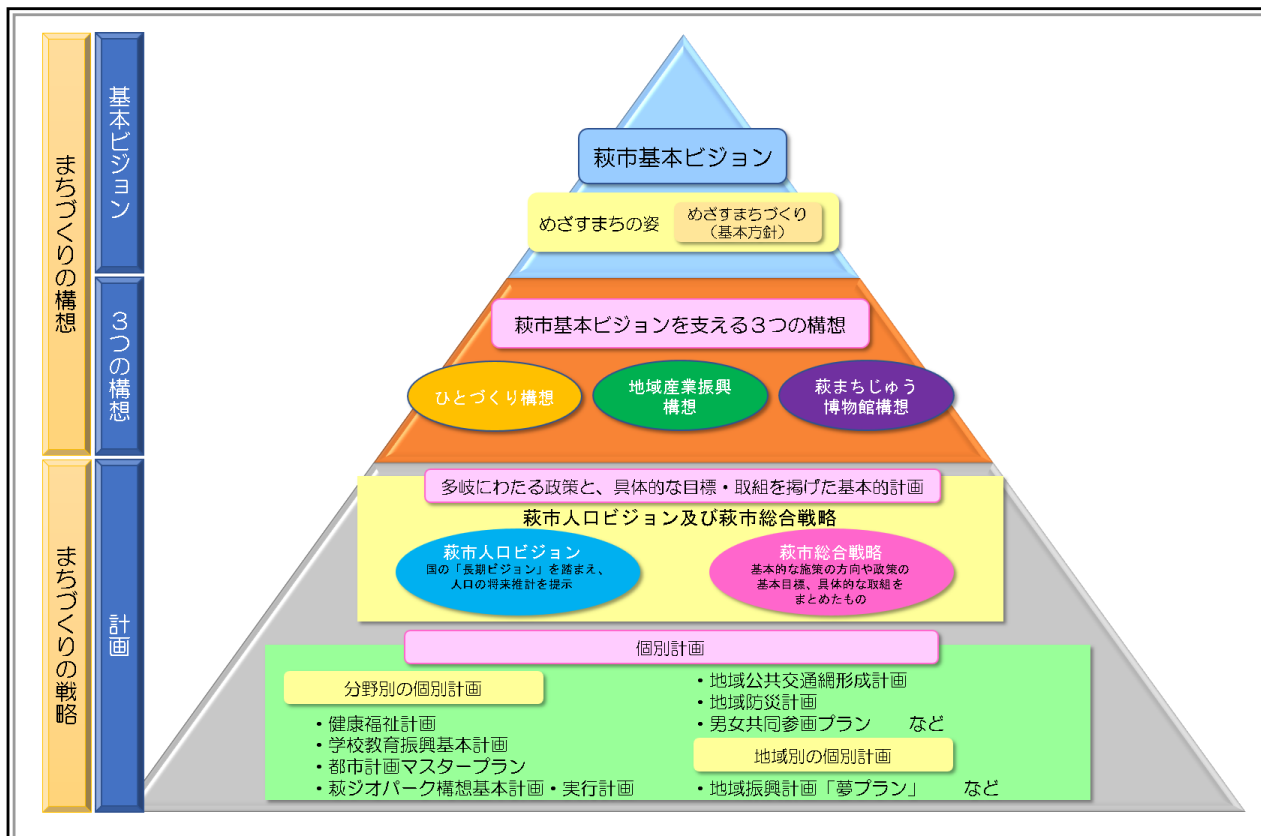 まちづくりの構想
基本ビジョン
3つの構想
まちづくりの戦略
計画
萩市基本ビジョン
めざすまちの姿
めざすまちづくり
（基本方針）
萩市基本ビジョンを支える3つの構想
ひとづくり構想
地域産業振興
構想
萩まちじゅう
博物館構想
多岐にわたる政策と、具体的な目標・取組を掲げた基本的計画
萩市人口ビジョン及び萩市総合戦略
萩市人口ビジョン
国の「長期ビジョン」を踏まえ、
人口の将来推計を提示
萩市総合戦略
基本的な施策の方向や政策の
基本目標、具体的な取組を
まとめたもの
個別計画
分野別の個別計画
・健康福祉計画
・学校教育振興基本計画
・都市計画マスタープラン
・萩ジオパーク構想基本計画・実行計画
・地域公共交通網形成計画
・地域防災計画
・男女共同参画プラン　　など
地域別の個別計画
・地域振興計画「夢プラン」　　など